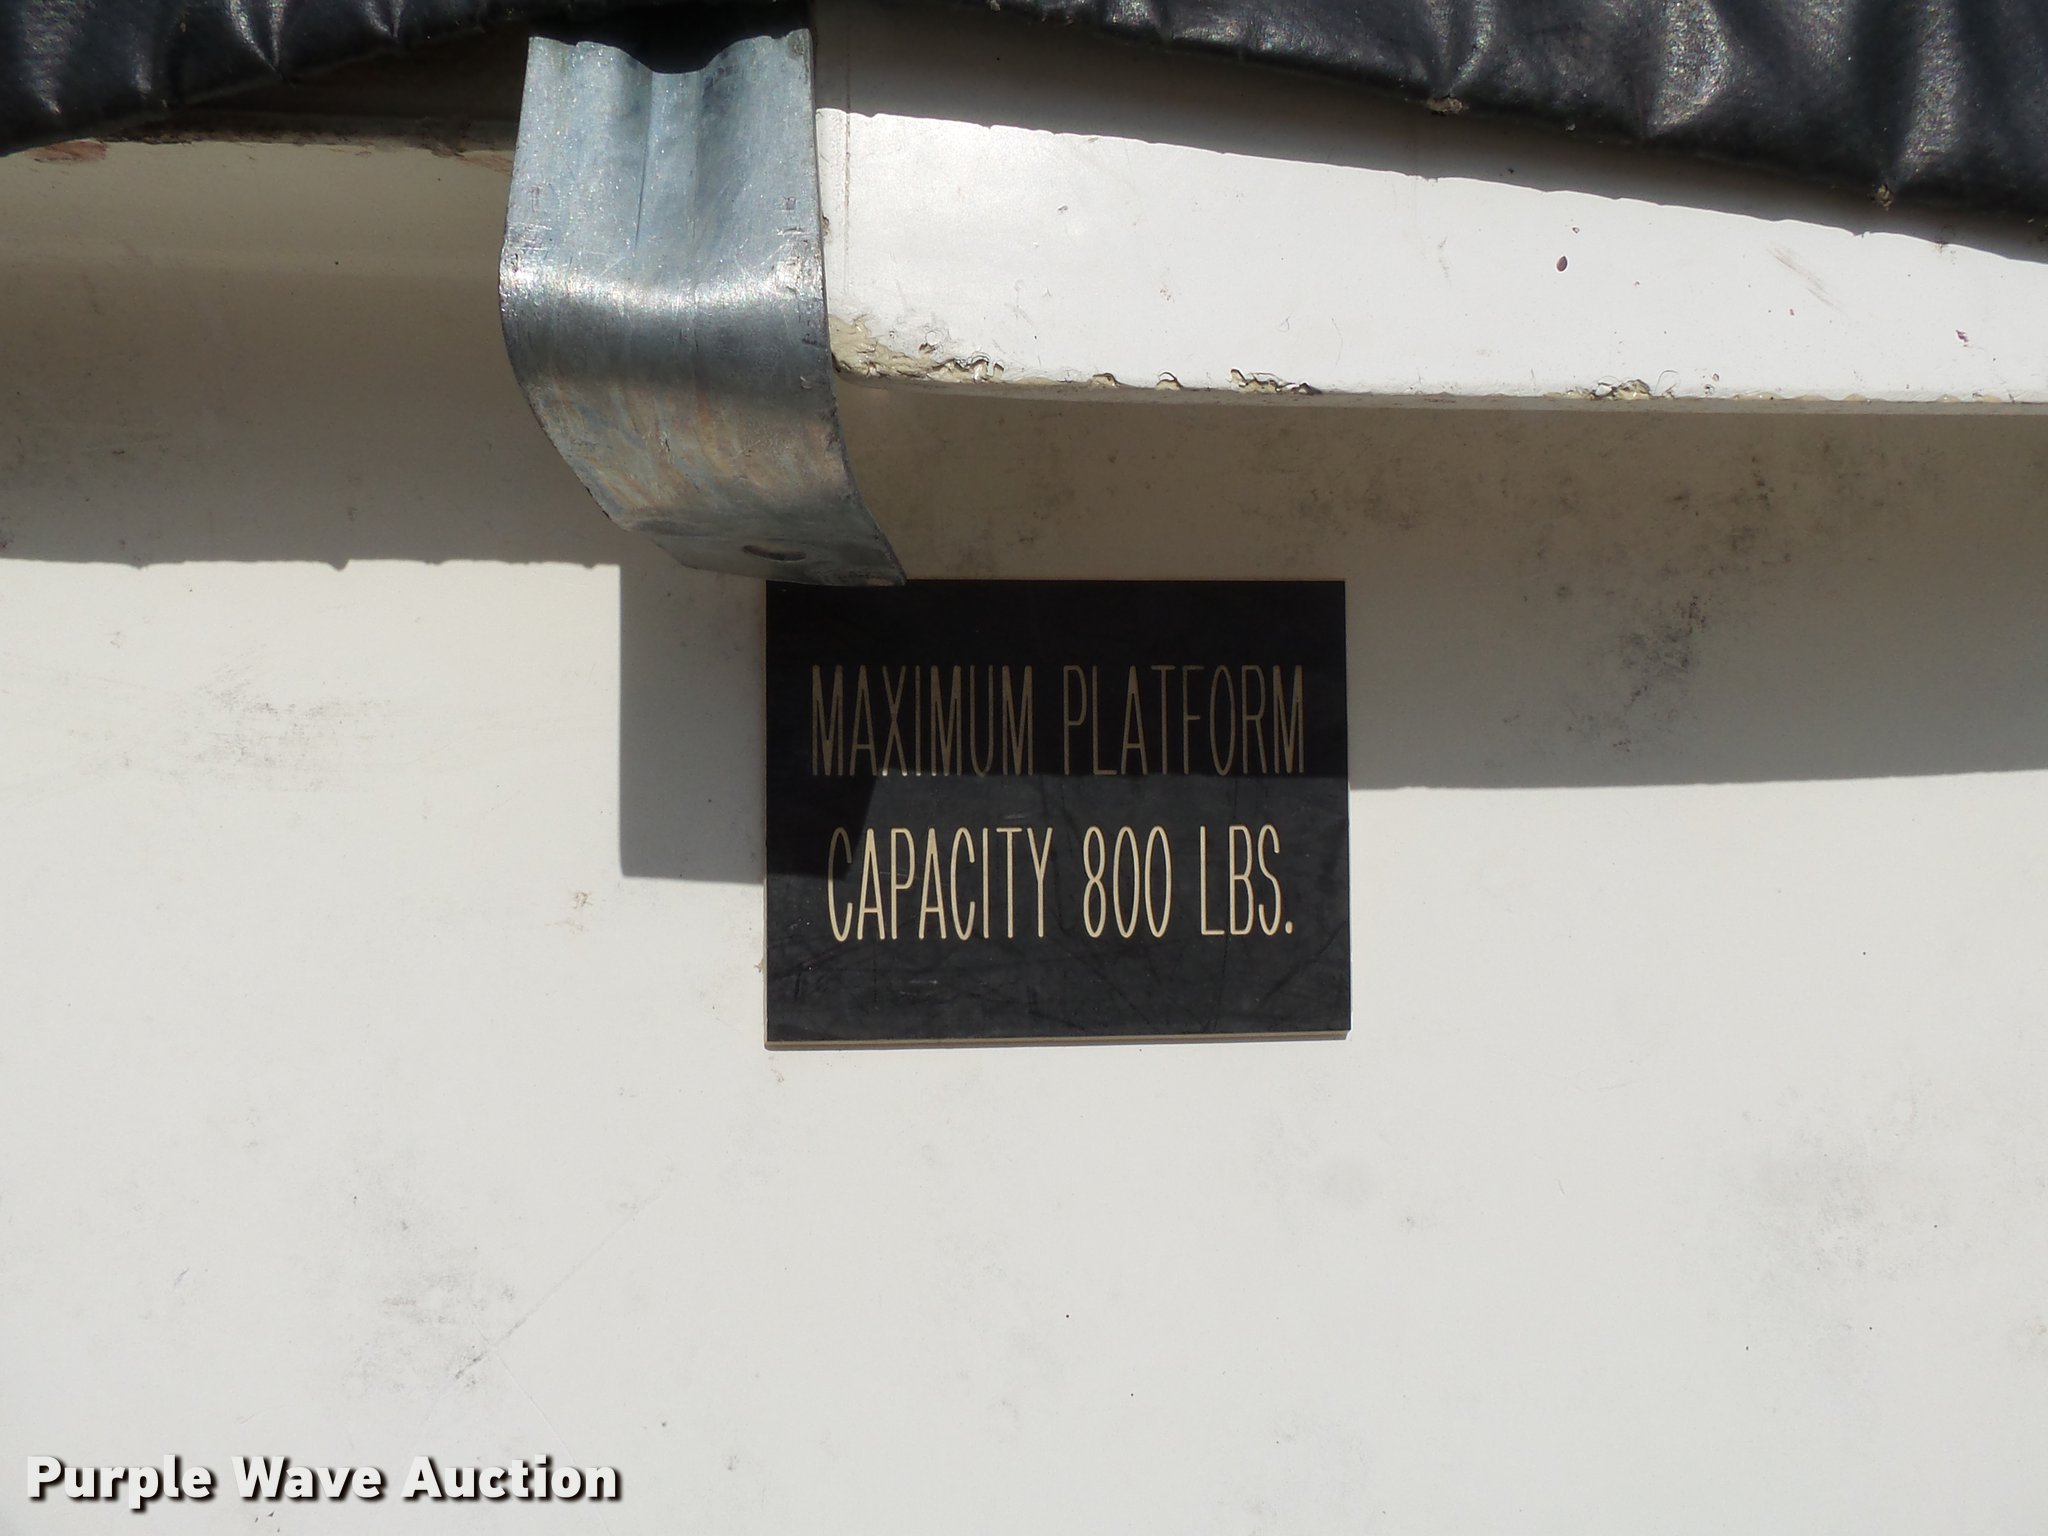 MAXIMUM PLATFORM
CAPACITY 800 LBS.
Purple Wave Auction